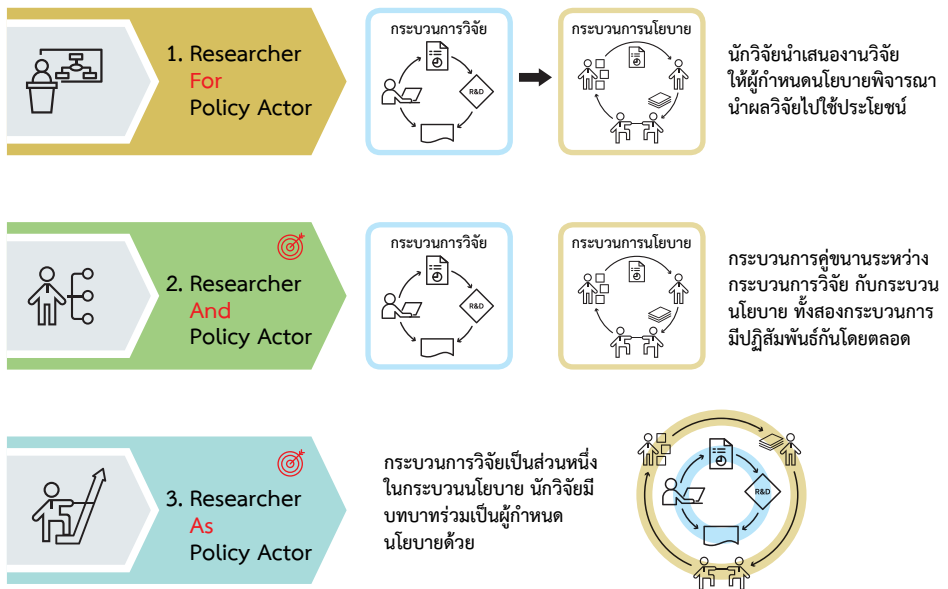 1. Researcher
For
Policy Actor
กระบวนการวิจัย
R&D
กระบวนการนโยบาย
นักวิจัยนำเสนองานวิจัย
ให้ผู้กำหนดนโยบายพิจารณา
นำผลวิจัยไปใช้ประโยชน์
2. Researcher
And
Policy Actor
กระบวนการวิจัย
R&D
กระบวนการนโยบาย
กระบวนการคู่ขนานระหว่าง
กระบวนการวิจัย กับกระบวน
นโยบาย ทั้งสองกระบวนการ
มีปฏิสัมพันธ์กันโดยตลอด
3. Researcher
As
Policy Actor
กระบวนการวิจัยเป็นส่วนหนึ่ง
ในกระบวนนโยบาย นักวิจัยมี
บทบาทร่วมเป็นผู้กำหนด
นโยบายด้วย
R&D